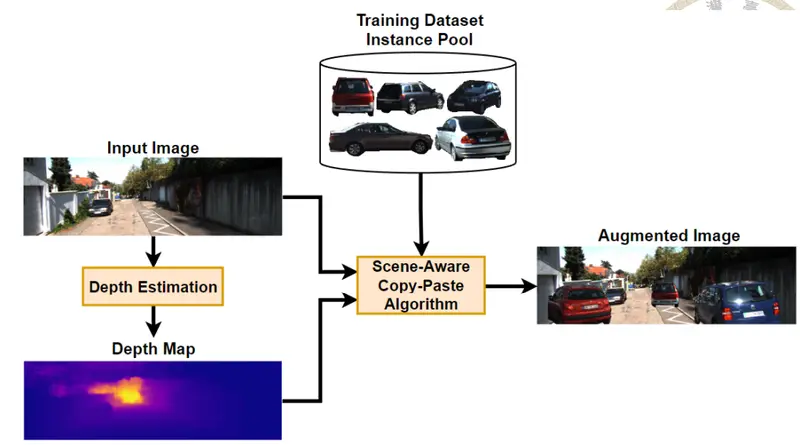 Training Dataset
Instance Pool
Input Image
Depth Estimation
Depth Map
Scene-Aware
Copy-Paste
Algorithm
Augmented Image